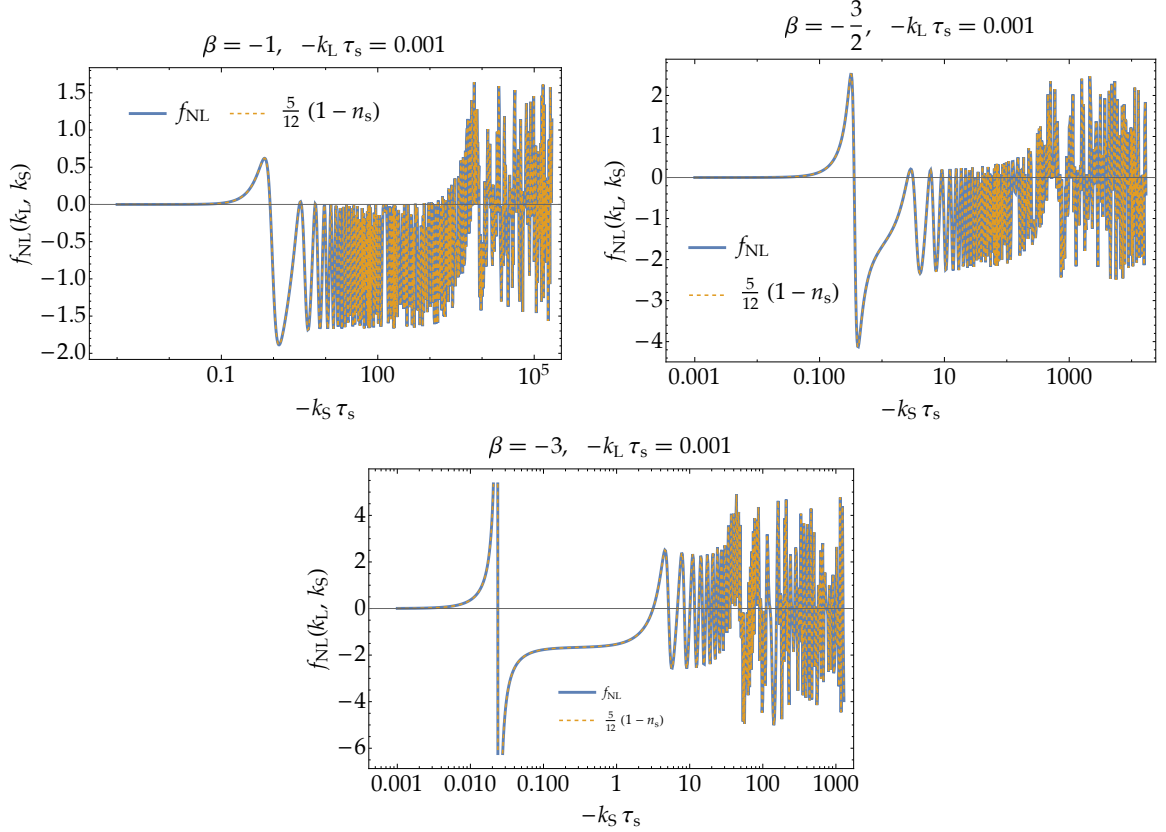 β = −1, −k_L τ_s = 0.001
f_NL(k_L, k_S)
1.5
1.0
0.5
0.0
−0.5
−1.0
−1.5
−2.0
f_NL
5/12 (1 − n_s)
0.1 100 10^5
−k_S τ_s
β = −3/2, −k_L τ_s = 0.001
f_NL(k_L, k_S)
2
1
0
−1
−2
−3
−4
f_NL
5/12 (1 − n_s)
0.001 0.100 10 1000
−k_S τ_s
β = −3, −k_L τ_s = 0.001
f_NL(k_L, k_S)
4
2
0
−2
−4
−6
f_NL
5/12 (1 − n_s)
0.001 0.010 0.100 1 10 100 1000
−k_S τ_s